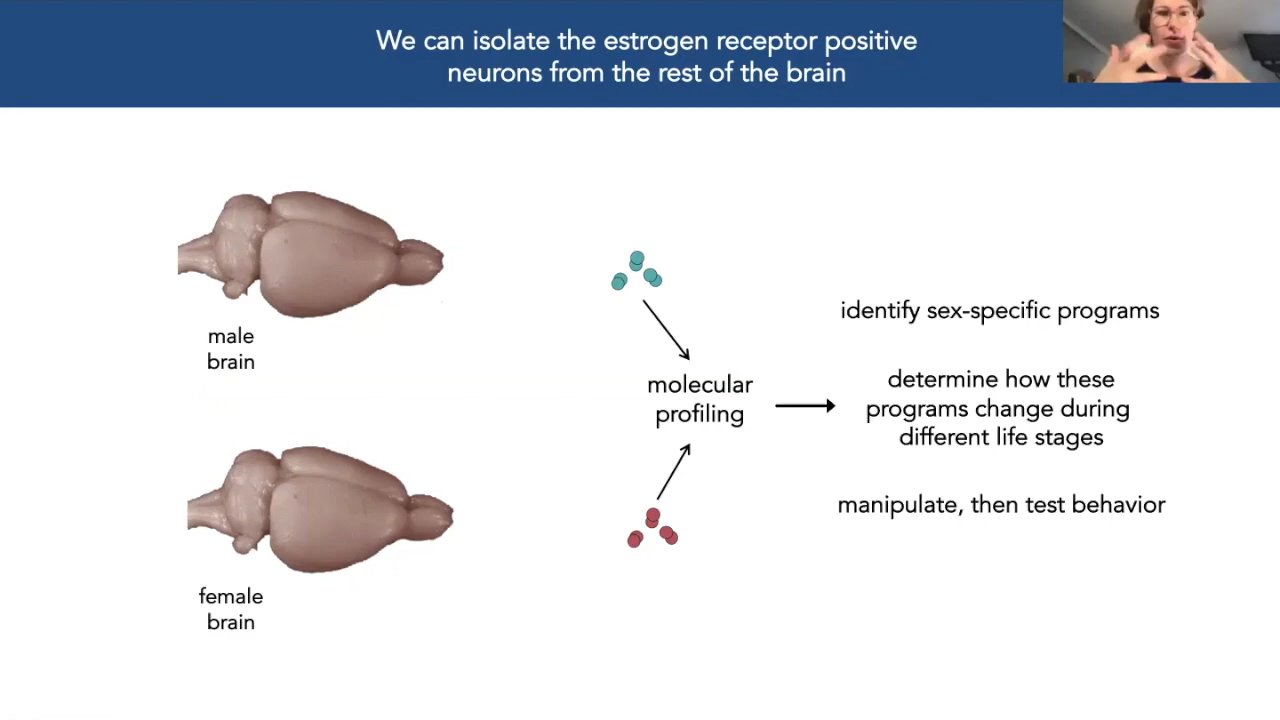 We can isolate the estrogen receptor positive
neurons from the rest of the brain
male
brain
molecular
profiling
identify sex-specific programs
determine how these
programs change during
different life stages
manipulate, then test behavior
female
brain